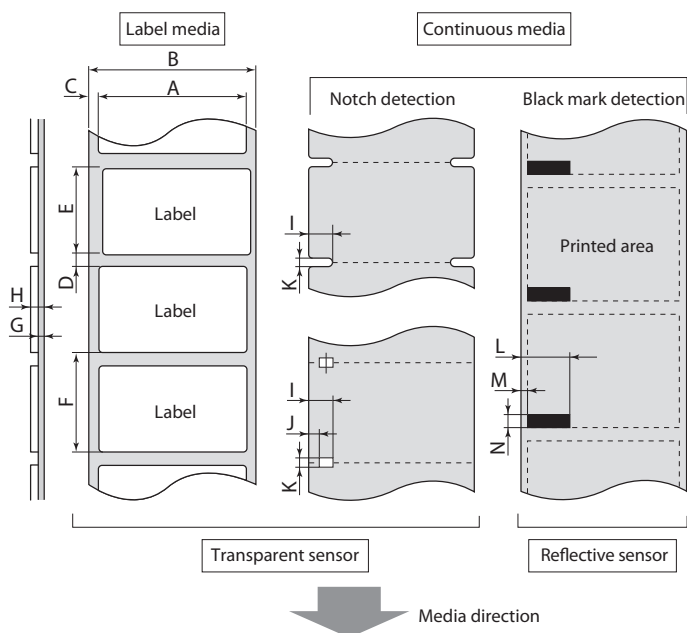 Label media
Continuous media
B
C
A
Notch detection
Black mark detection
E
Label
I
K
Printed area
D
H
G
Label
L
M
N
F
Label
I
J
K
Transparent sensor
Reflective sensor
Media direction